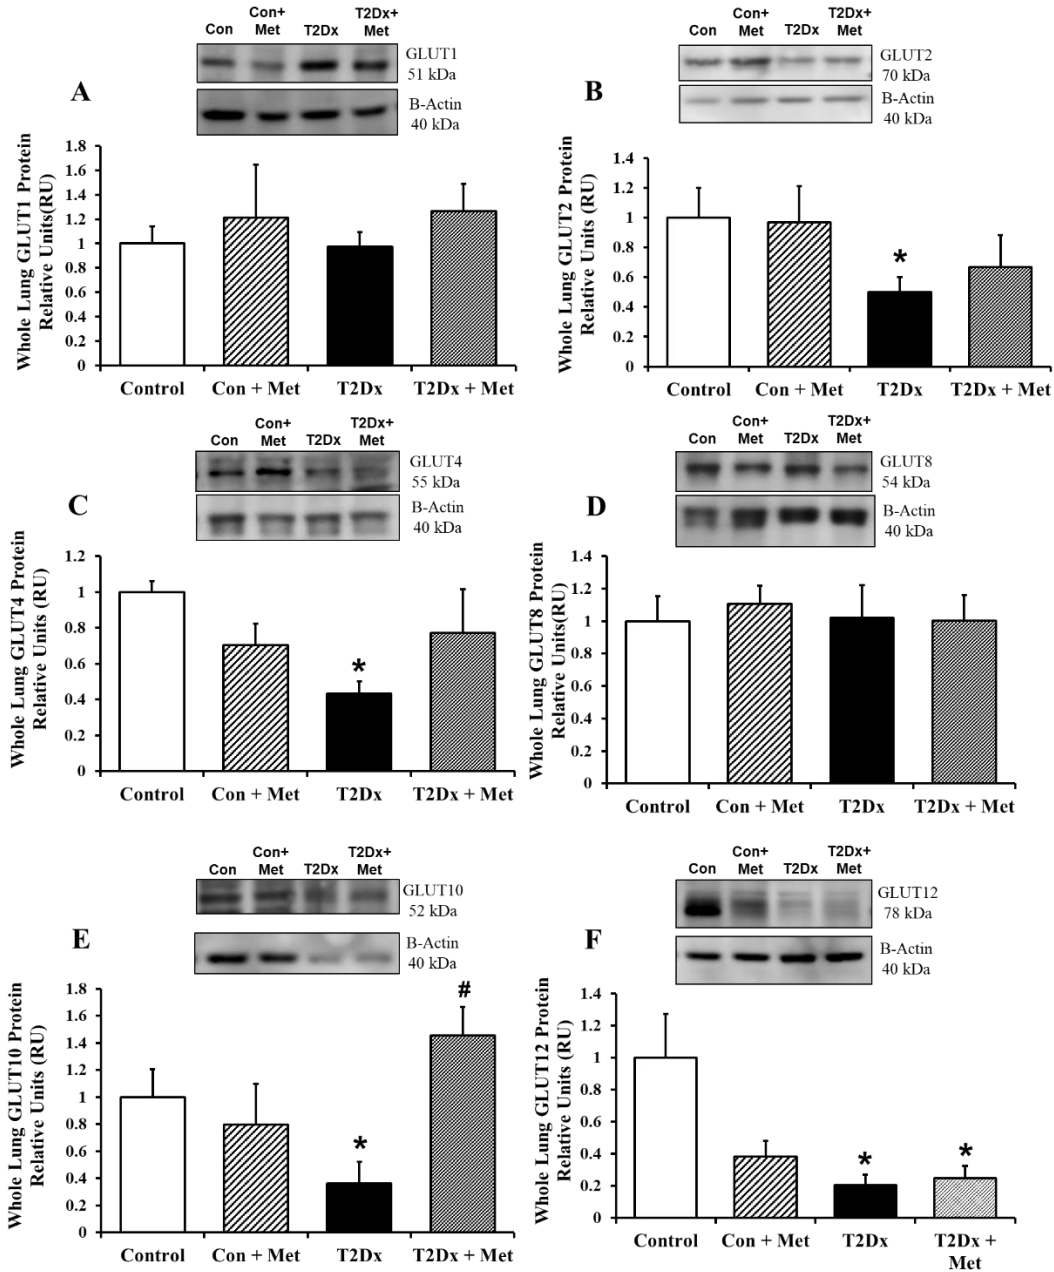 Con Con+ Met T2Dx T2Dx+ Met
GLUT1
51 kDa
A
B-Actin
40 kDa
Whole Lung GLUT1 Protein
Relative Units(RU)
1.8
1.6
1.4
1.2
1
0.8
0.6
0.4
0.2
0
Control Con + Met T2Dx T2Dx + Met
Con Con+ Met T2Dx T2Dx+ Met
GLUT2
70 kDa
B
B-Actin
40 kDa
Whole Lung GLUT2 Protein
Relative Units (RU)
1.4
1.2
1
0.8
0.6
0.4
0.2
0
*
Control Con + Met T2Dx T2Dx + Met
Con Con+ Met T2Dx T2Dx+ Met
GLUT4
55 kDa
C
B-Actin
40 kDa
Whole Lung GLUT4 Protein
Relative Units (RU)
1.2
1
0.8
0.6
0.4
0.2
0
*
Control Con + Met T2Dx T2Dx + Met
Con Con+ Met T2Dx T2Dx+ Met
GLUT8
54 kDa
D
B-Actin
40 kDa
Whole Lung GLUT8 Protein
Relative Units(RU)
1.4
1.2
1
0.8
0.6
0.4
0.2
0
Control Con + Met T2Dx T2Dx + Met
Con Con+ Met T2Dx T2Dx+ Met
GLUT10
52 kDa
E
B-Actin
40 kDa
Whole Lung GLUT10 Protein
Relative Units (RU)
1.8
1.6
1.4
1.2
1
0.8
0.6
0.4
0.2
0
* #
Control Con + Met T2Dx T2Dx + Met
Con Con+ Met T2Dx T2Dx+ Met
GLUT12
78 kDa
F
B-Actin
40 kDa
Whole Lung GLUT12 Protein
Relative Units (RU)
1.4
1.2
1
0.8
0.6
0.4
0.2
0
* *
Control Con + Met T2Dx T2Dx +
Met